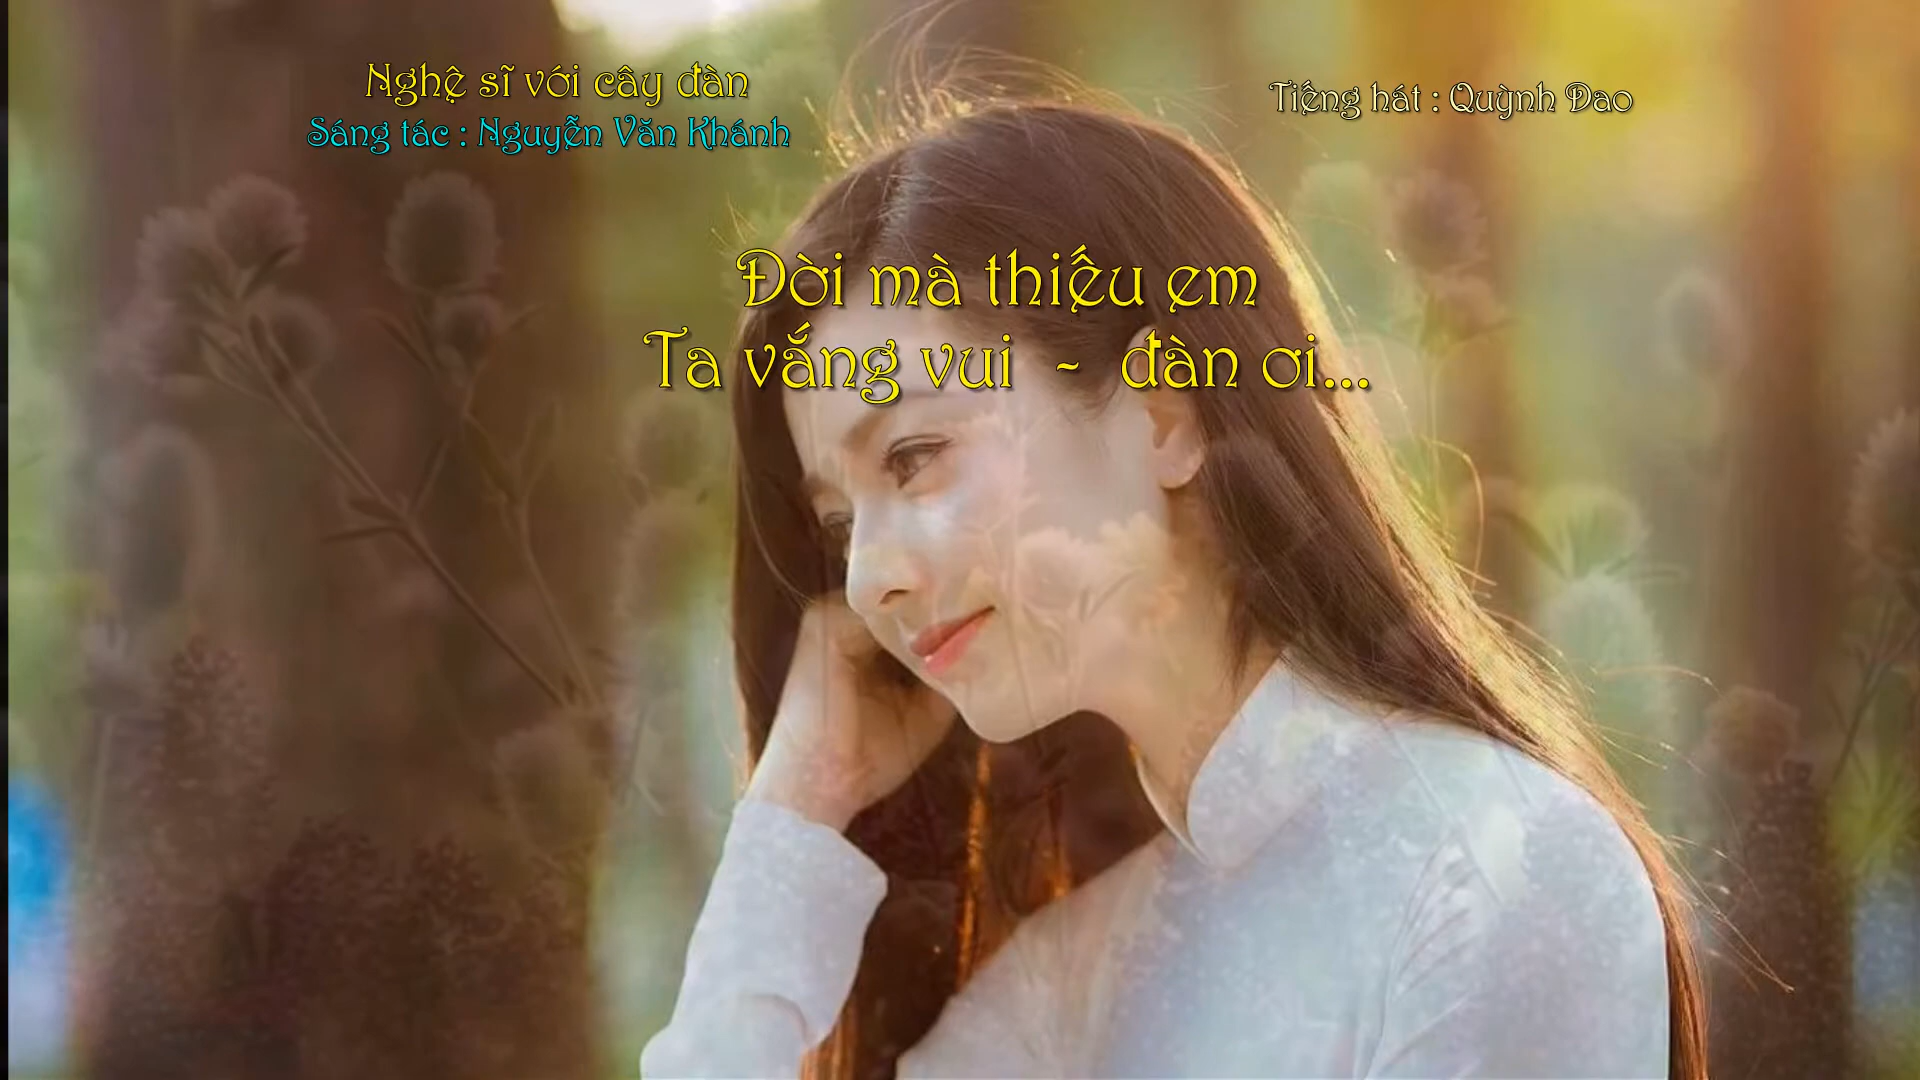 Nghệ sĩ với cây đàn
Sáng tác : Nguyễn Văn Khánh
Tiếng hát : Quỳnh Dao
Đời mà thiếu em
Ta vắng vui - đàn ơi...